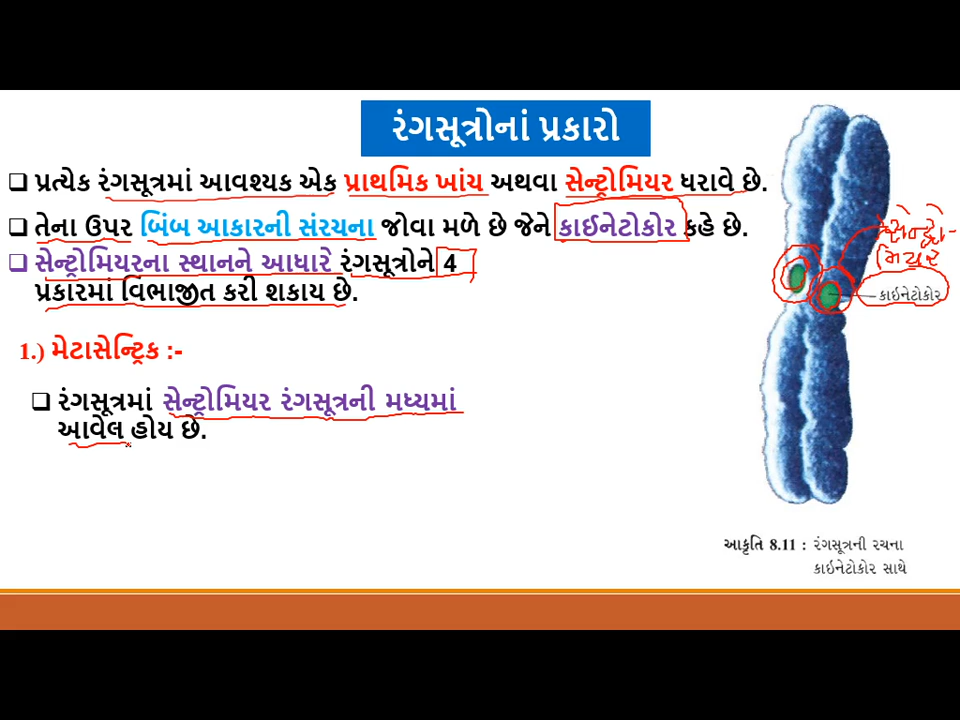 રંગસૂત્રોનાં પ્રકારો
❑ પ્રત્યેક રંગસૂત્રમાં આવશ્યક એક પ્રાથમિક ખાંચ અથવા સેન્ટ્રોમિયર ધરાવે છે.
❑ તેના ઉપર બિંબ આકારની સંરચના જોવા મળે છે જેને કાઈનેટોકોર કહે છે.
❑ સેન્ટ્રોમિયરના સ્થાનને આધારે રંગસૂત્રોને 4
પ્રકારમાં વિભાજીત કરી શકાય છે.
સેન્ટ્રો-
મિયર
કાઇનેટોકોર
1.) મેટાસેન્ટ્રિક :-
❑ રંગસૂત્રમાં સેન્ટ્રોમિયર રંગસૂત્રની મધ્યમાં
આવેલ હોય છે.
આકૃતિ 8.11 : રંગસૂત્રની રચના
કાઇનેટોકોર સાથે